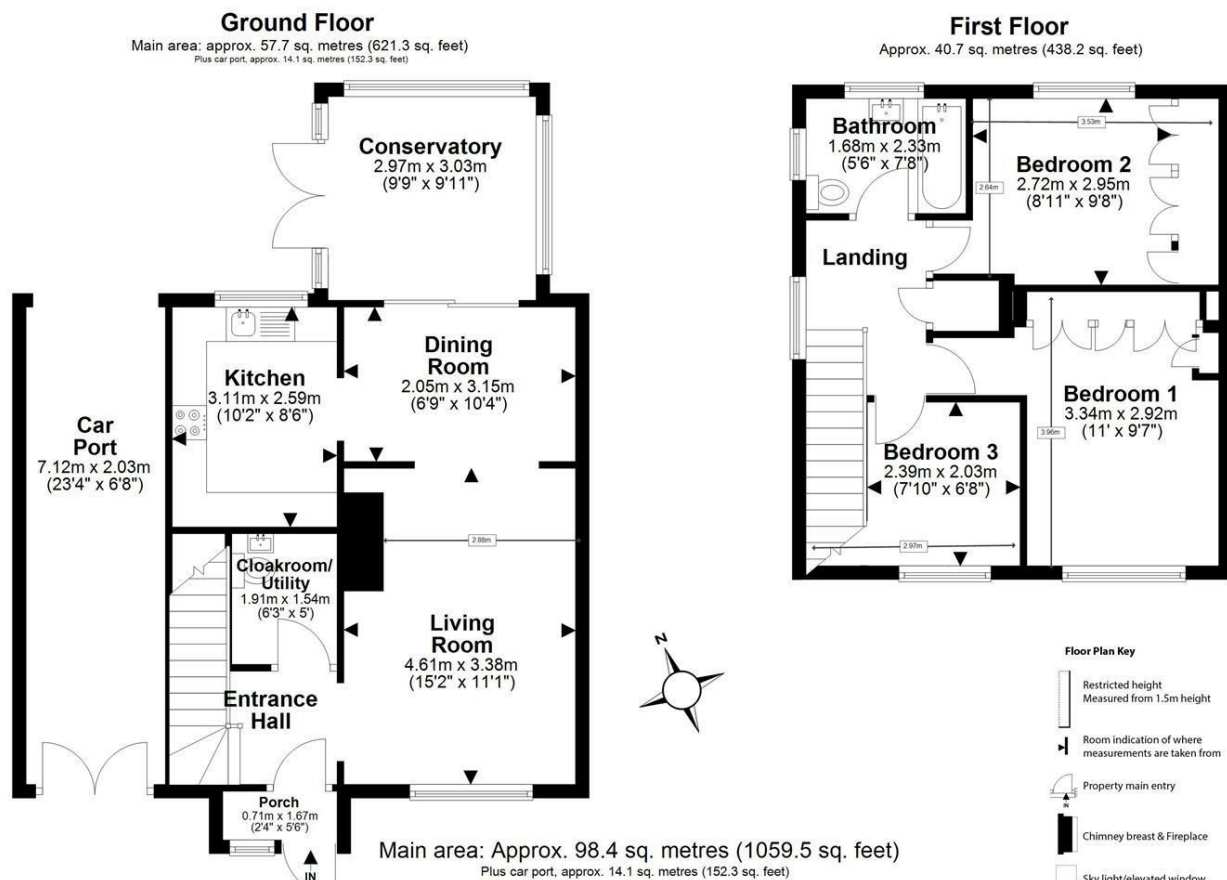 Ground Floor
Main area: approx. 57.7 sq. metres (621.3 sq. feet)
Plus car port, approx. 14.1 sq. metres (152.3 sq. feet)
Conservatory
2.97m x 3.03m
(9'9" x 9'11")
Kitchen
3.11m x 2.59m
(10'2" x 8'6")
Dining
Room
2.05m x 3.15m
(6'9" x 10'4")
Car
Port
7.12m x 2.03m
(23'4" x 6'8")
2.88m
Cloakroom/
Utility
1.91m x 1.54m
(6'3" x 5')
Living
Room
4.61m x 3.38m
(15'2" x 11'1")
Entrance
Hall
Porch
0.71m x 1.67m
(2'4" x 5'6")
IN
First Floor
Approx. 40.7 sq. metres (438.2 sq. feet)
Bathroom
1.68m x 2.33m
(5'6" x 7'8")
3.53m
Bedroom 2
2.72m x 2.95m
(8'11" x 9'8")
2.64m
Landing
Bedroom 1
3.34m x 2.92m
(11' x 9'7")
3.96m
Bedroom 3
2.39m x 2.03m
(7'10" x 6'8")
2.97m
N
Floor Plan Key
Restricted height
Measured from 1.5m height
Room indication of where
measurements are taken from
Property main entry
IN
Chimney breast & Fireplace
Sky light/elevated window
Main area: Approx. 98.4 sq. metres (1059.5 sq. feet)
Plus car port, approx. 14.1 sq. metres (152.3 sq. feet)